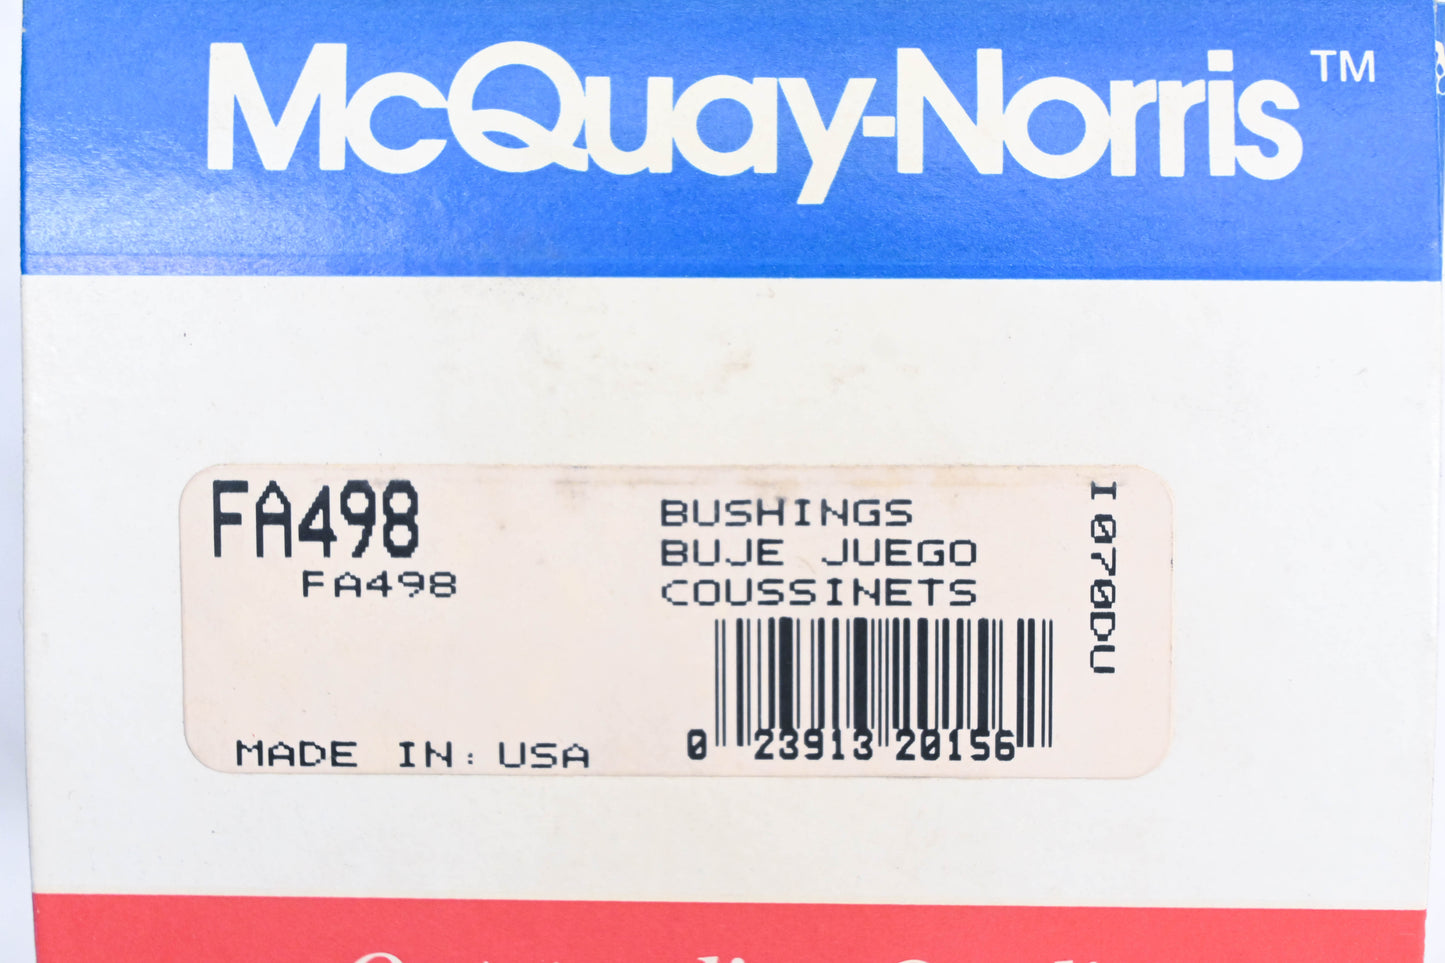 McQuay-Norris™
FA498
FA498
BUSHINGS
BUJE JUEGO
COUSSINETS
I070DU
0 23913 20156
MADE IN: USA